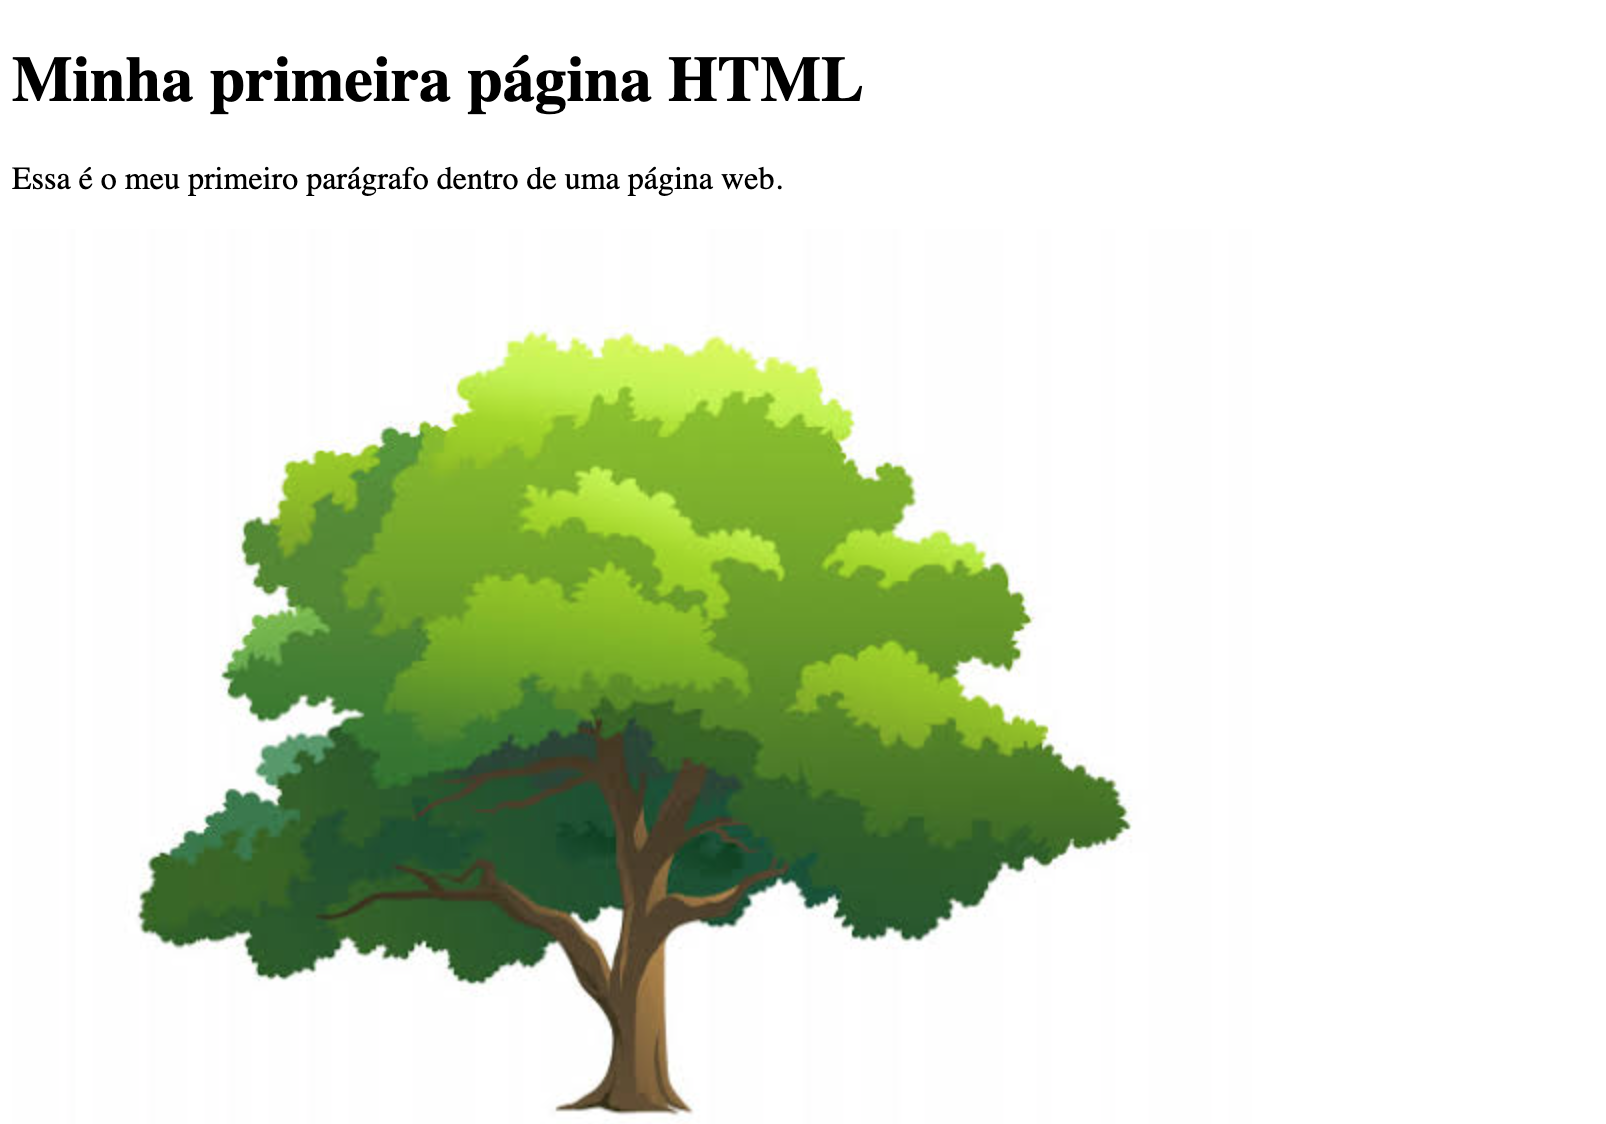 Minha primeira página HTML
Essa é o meu primeiro parágrafo dentro de uma página web.